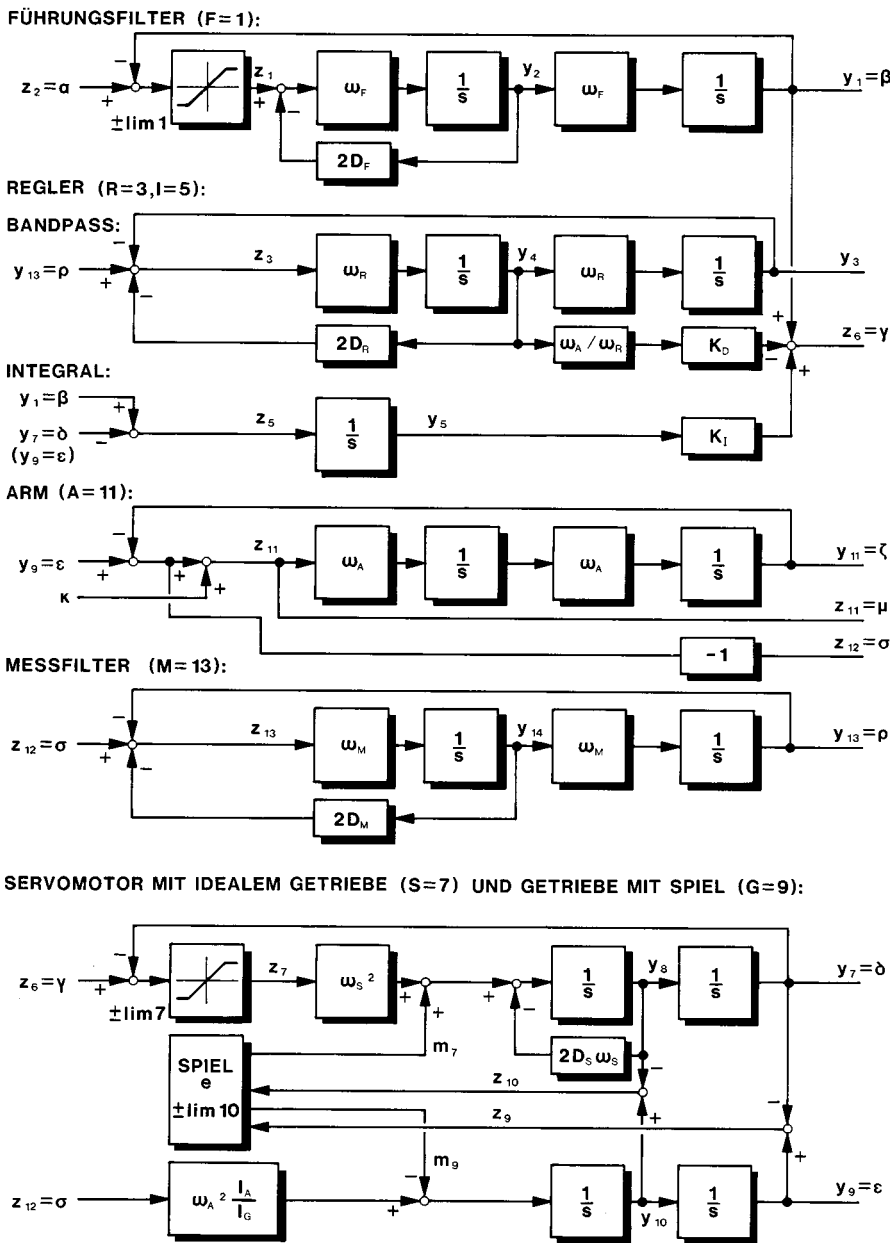 FÜHRUNGSFILTER (F=1):
z₂=α
±lim1
z₁
ω_F
1/s
y₂
ω_F
1/s
y₁=β
2D_F
REGLER (R=3,I=5):
BANDPASS:
y₁₃=ρ
z₃
ω_R
1/s
y₄
ω_R
1/s
y₃
2D_R
ω_A/ω_R
K_D
z₆=γ
INTEGRAL:
y₁=β
y₇=δ
(y₉=ε)
z₅
1/s
y₅
K_I
ARM (A=11):
y₉=ε
κ
z₁₁
ω_A
1/s
ω_A
1/s
y₁₁=ζ
z₁₁=μ
-1
z₁₂=σ
MESSFILTER (M=13):
z₁₂=σ
z₁₃
ω_M
1/s
y₁₄
ω_M
1/s
y₁₃=ρ
2D_M
SERVOMOTOR MIT IDEALEM GETRIEBE (S=7) UND GETRIEBE MIT SPIEL (G=9):
z₆=γ
±lim7
z₇
ω_S²
1/s
y₈
1/s
y₇=δ
m₇
2D_Sω_S
SPIEL
e
±lim10
z₁₀
z₉
m₉
z₁₂=σ
ω_A² I_A/I_G
1/s
y₁₀
1/s
y₉=ε